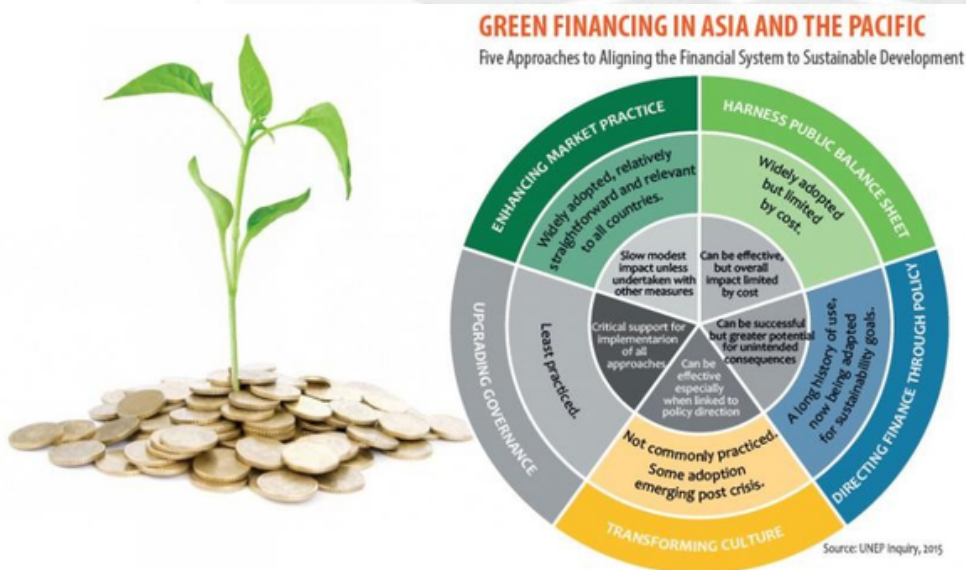 GREEN FINANCING IN ASIA AND THE PACIFIC
Five Approaches to Aligning the Financial System to Sustainable Development
ENHANCING MARKET PRACTICE
Widely adopted, relatively
straightforward and relevant
to all countries.
Slow modest
impact unless
undertaken with
other measures
HARNESS PUBLIC BALANCE SHEET
Widely adopted
but limited
by cost.
Can be effective,
but overall
impact limited
by cost
DIRECTING FINANCE THROUGH POLICY
A long history of use,
now being adapted
for sustainability goals.
Can be successful
but greater potential
for unintended
consequences
TRANSFORMING CULTURE
Not commonly practiced.
Some adoption
emerging post crisis.
Can be
effective
especially
when linked to
policy direction
UPGRADING GOVERNANCE
Least practiced.
Critical support for
implementation
of all
approaches
Source: UNEP Inquiry, 2015